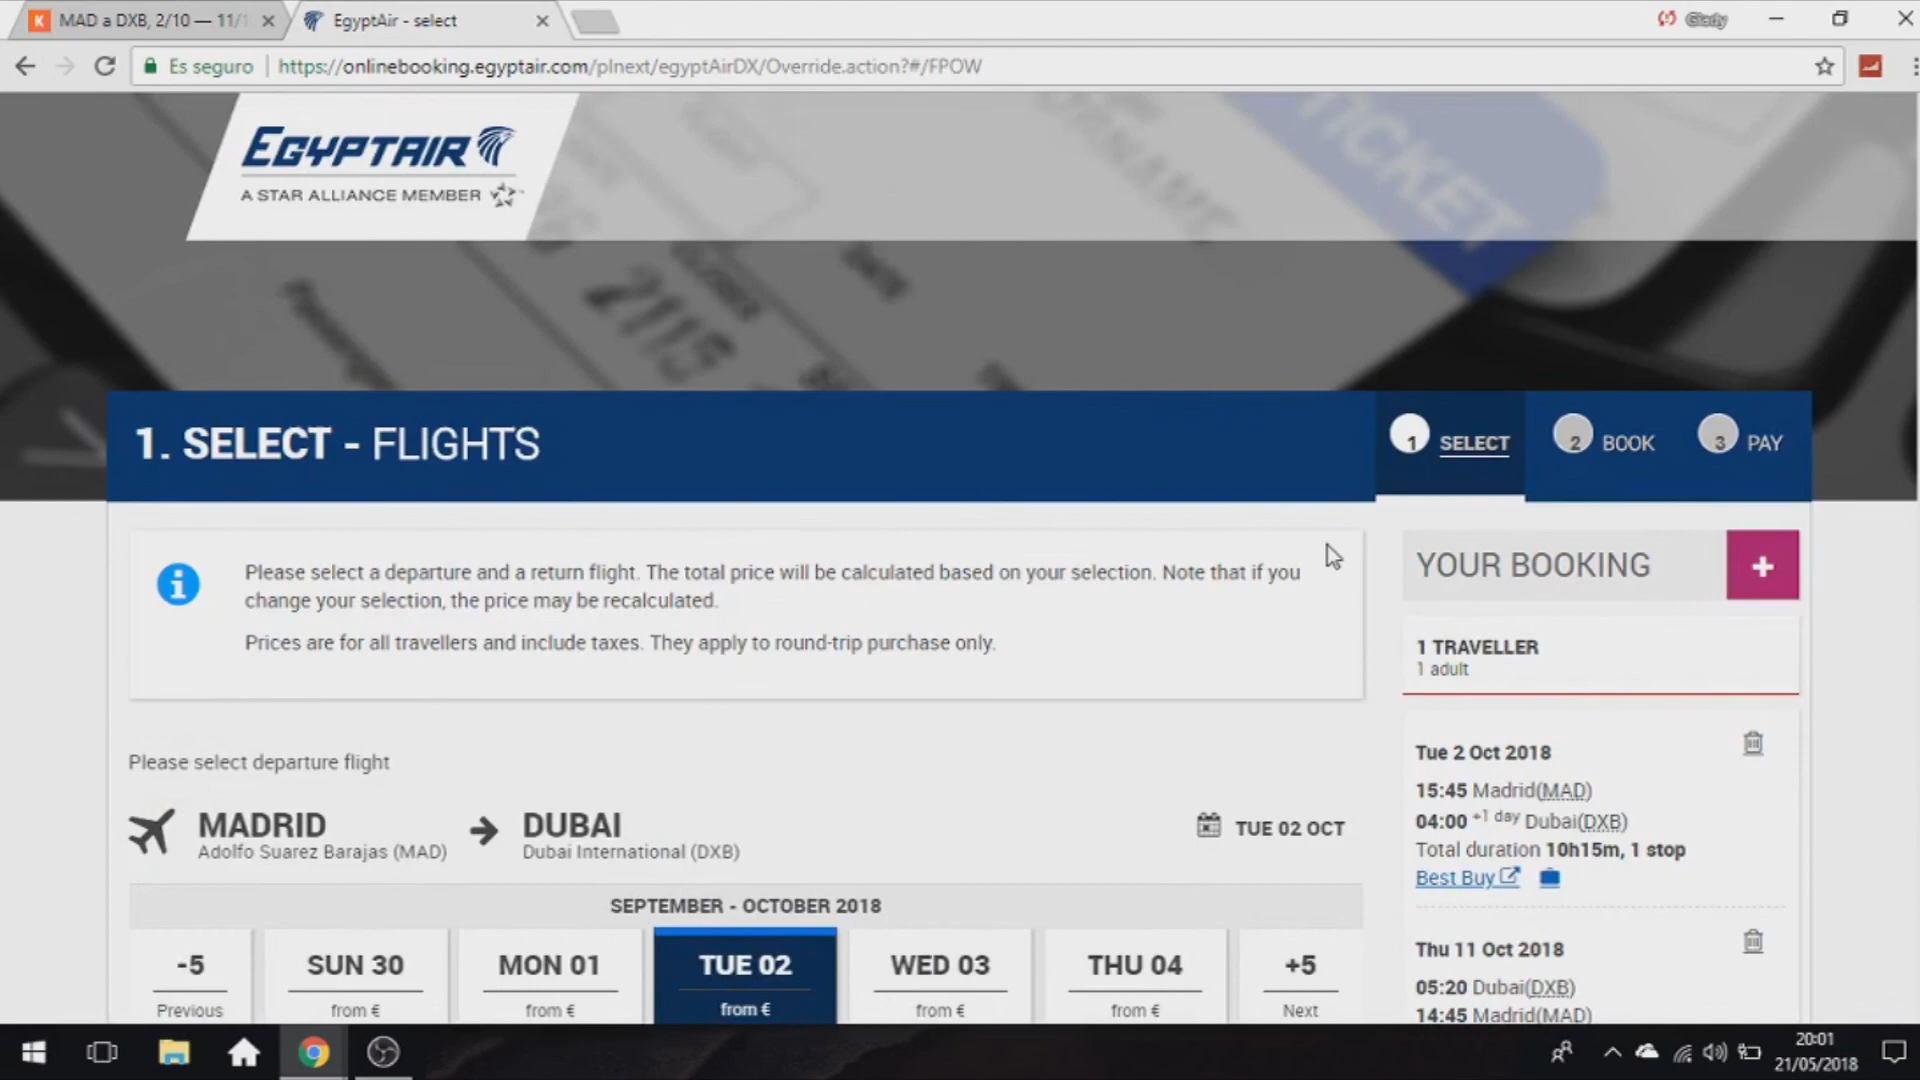 MAD a DXB, 2/10 — 11/1
EgyptAir - select
Glady
Es seguro
https://onlinebooking.egyptair.com/plnext/egyptAirDX/Override.action?#/FPOW
EGYPTAIR
A STAR ALLIANCE MEMBER
TICKET
DATE
2115
Passenger
1. SELECT - FLIGHTS
1 SELECT
2 BOOK
3 PAY
Please select a departure and a return flight. The total price will be calculated based on your selection. Note that if you
change your selection, the price may be recalculated.
Prices are for all travellers and include taxes. They apply to round-trip purchase only.
YOUR BOOKING
+
1 TRAVELLER
1 adult
Please select departure flight
MADRID
Adolfo Suarez Barajas (MAD)
DUBAI
Dubai International (DXB)
TUE 02 OCT
SEPTEMBER - OCTOBER 2018
-5
Previous
SUN 30
from €
MON 01
from €
TUE 02
from €
WED 03
from €
THU 04
from €
+5
Next
Tue 2 Oct 2018
15:45 Madrid(MAD)
04:00 +1 day Dubai(DXB)
Total duration 10h15m, 1 stop
Best Buy
Thu 11 Oct 2018
05:20 Dubai(DXB)
14:45 Madrid(MAD)
20:01
21/05/2018